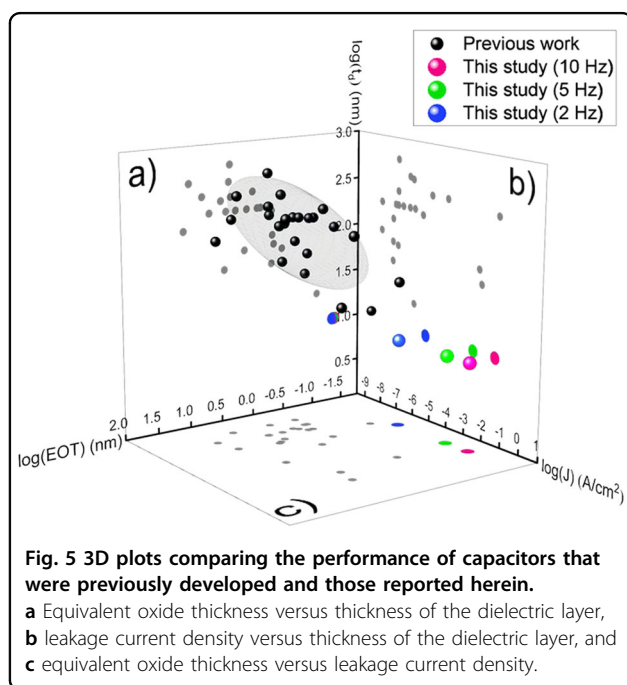 log(t_d) (nm)
Previous work
This study (10 Hz)
This study (5 Hz)
This study (2 Hz)
a)
b)
c)
3.0
2.5
2.0
1.5
1.0
0.5
2.0 1.5 1.0 0.5 0.0 -0.5 -1.0 -1.5
log(EOT) (nm)
-9 -8 -7 -6 -5 -4 -3 -2 -1 0 1
log(J) (A/cm²)
Fig. 5 3D plots comparing the performance of capacitors that
were previously developed and those reported herein.
a Equivalent oxide thickness versus thickness of the dielectric layer,
b leakage current density versus thickness of the dielectric layer, and
c equivalent oxide thickness versus leakage current density.